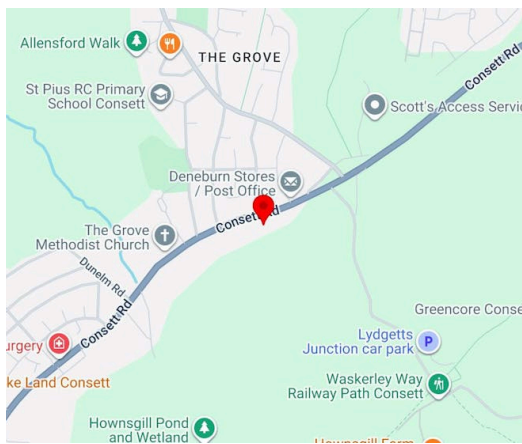 Allensford Walk
THE GROVE
Consett Rd
St Pius RC Primary
School Consett
Scott's Access Servic
Deneburn Stores
/ Post Office
Consett Rd
The Grove
Methodist Church
Dunelm Rd
Consett Rd
Greencore Conse
Lydgetts
Junction car park
P
urgery
ke Land Consett
Waskerley Way
Railway Path Consett
Hownsgill Pond
and Wetland
Hownsgill Farm